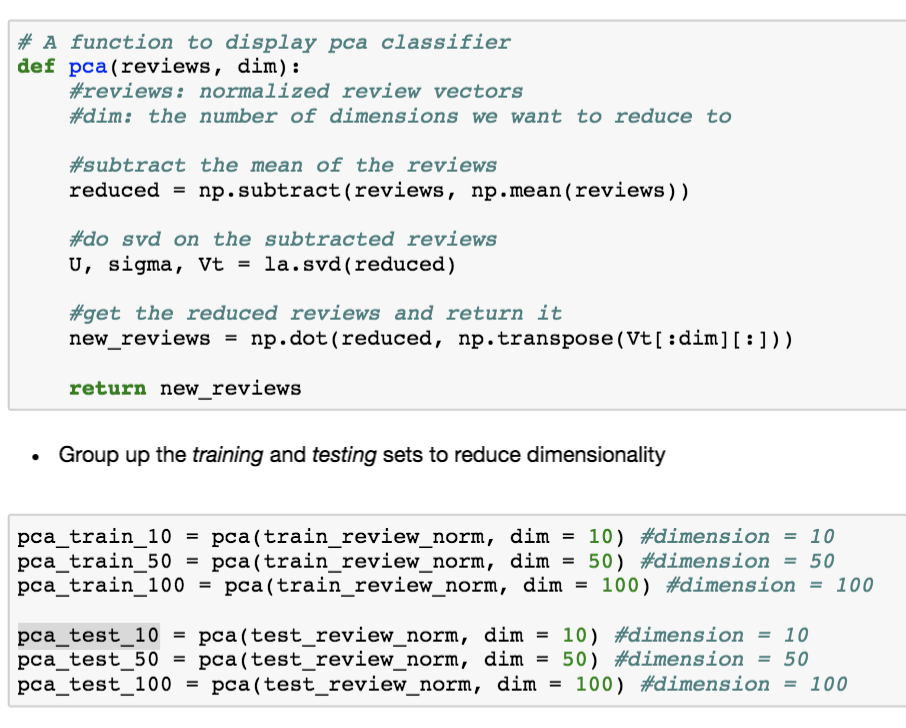 # A function to display pca classifier
def pca(reviews, dim):
    #reviews: normalized review vectors
    #dim: the number of dimensions we want to reduce to
    #subtract the mean of the reviews
    reduced = np.subtract(reviews, np.mean(reviews))
    #do svd on the subtracted reviews
    U, sigma, Vt = la.svd(reduced)
    #get the reduced reviews and return it
    new_reviews = np.dot(reduced, np.transpose(Vt[:dim][:]))
    return new_reviews
• Group up the training and testing sets to reduce dimensionality
pca_train_10 = pca(train_review_norm, dim = 10) #dimension = 10
pca_train_50 = pca(train_review_norm, dim = 50) #dimension = 50
pca_train_100 = pca(train_review_norm, dim = 100) #dimension = 100
pca_test_10 = pca(test_review_norm, dim = 10) #dimension = 10
pca_test_50 = pca(test_review_norm, dim = 50) #dimension = 50
pca_test_100 = pca(test_review_norm, dim = 100) #dimension = 100